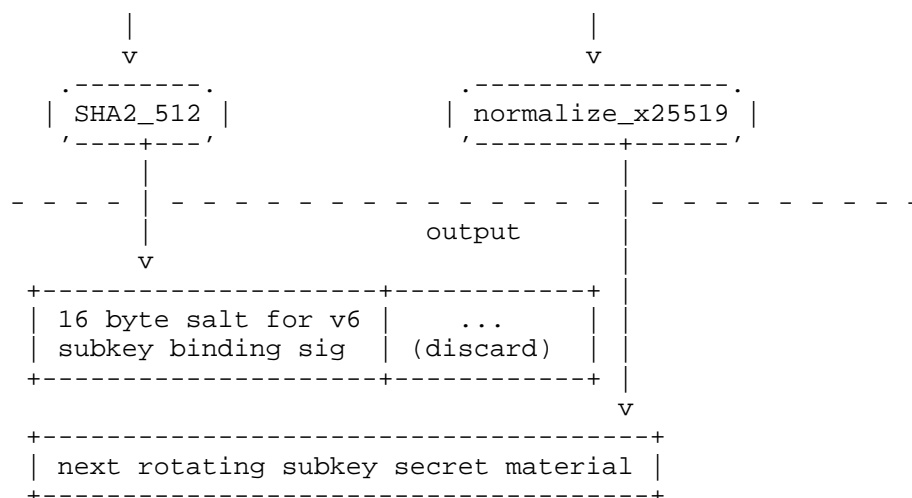 SHA2_512
normalize_x25519
output
16 byte salt for v6 ...
subkey binding sig (discard)
next rotating subkey secret material